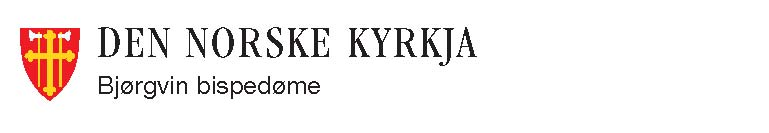 DEN NORSKE KYRKJA
Bjørgvin bispedøme